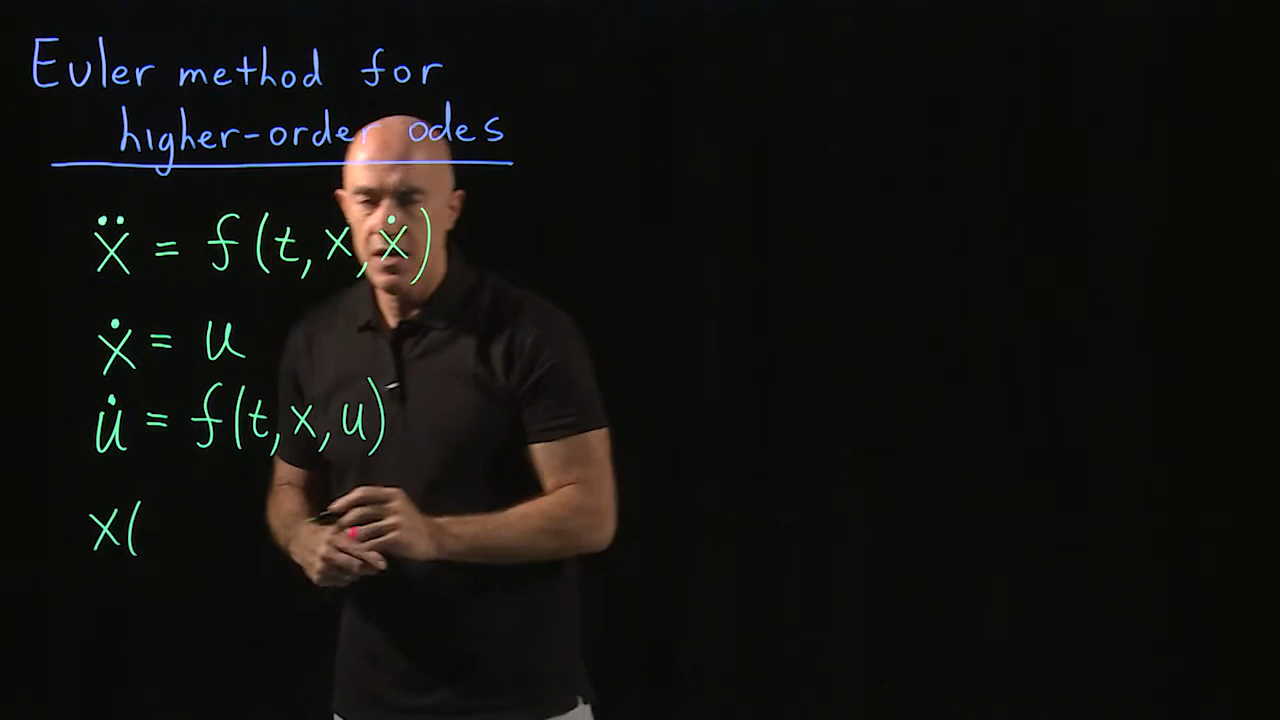 Euler method for
higher-order odes
ẍ = f(t, x, ẋ)
ẋ = u
u̇ = f(t, x, u)
x(